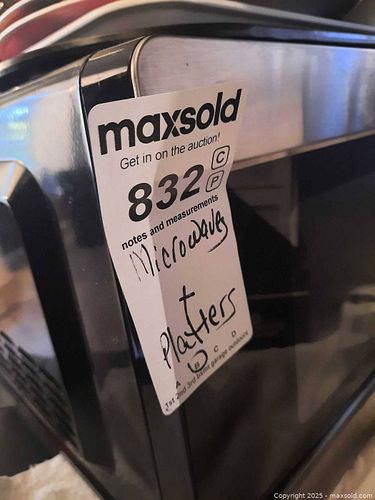 maxsold
Get in on the auction!
832 C
P
notes and measurements
Microwaves
+
Platters
A B C D
1st 2nd 3rd bsmt garage outdoors
Copyright © 2025 - maxsold.com